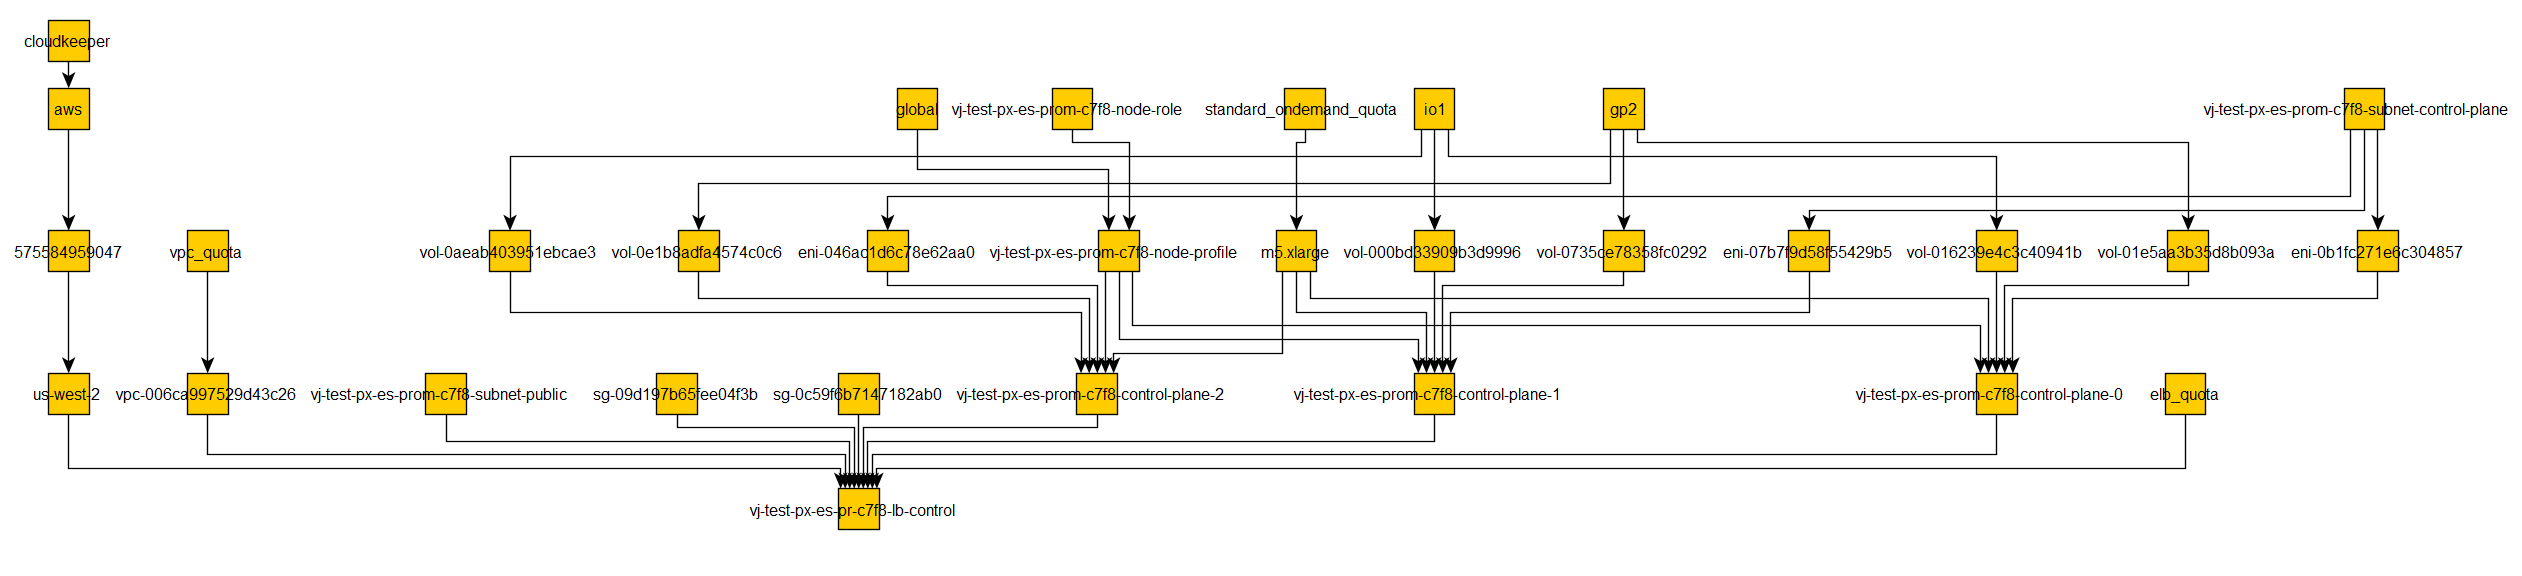 cloudkeeper
aws
global
vj-test-px-es-prom-c7f8-node-role
standard_ondemand_quota
io1
gp2
vj-test-px-es-prom-c7f8-subnet-control-plane
575584959047
vpc_quota
vol-0aeab403951ebcae3
vol-0e1b8adfa4574c0c6
eni-046ac1d6c78e62aa0
vj-test-px-es-prom-c7f8-node-profile
m5.xlarge
vol-000bd33909b3d9996
vol-0735ce78358fc0292
eni-07b7f9d58f55429b5
vol-016239e4c3c40941b
vol-01e5aa3b35d8b093a
eni-0b1fc271e6c304857
us-west-2
vpc-006ca997529d43c26
vj-test-px-es-prom-c7f8-subnet-public
sg-09d197b65fee04f3b
sg-0c59f6b7147182ab0
vj-test-px-es-prom-c7f8-control-plane-2
vj-test-px-es-prom-c7f8-control-plane-1
vj-test-px-es-prom-c7f8-control-plane-0
elb_quota
vj-test-px-es-pr-c7f8-lb-control